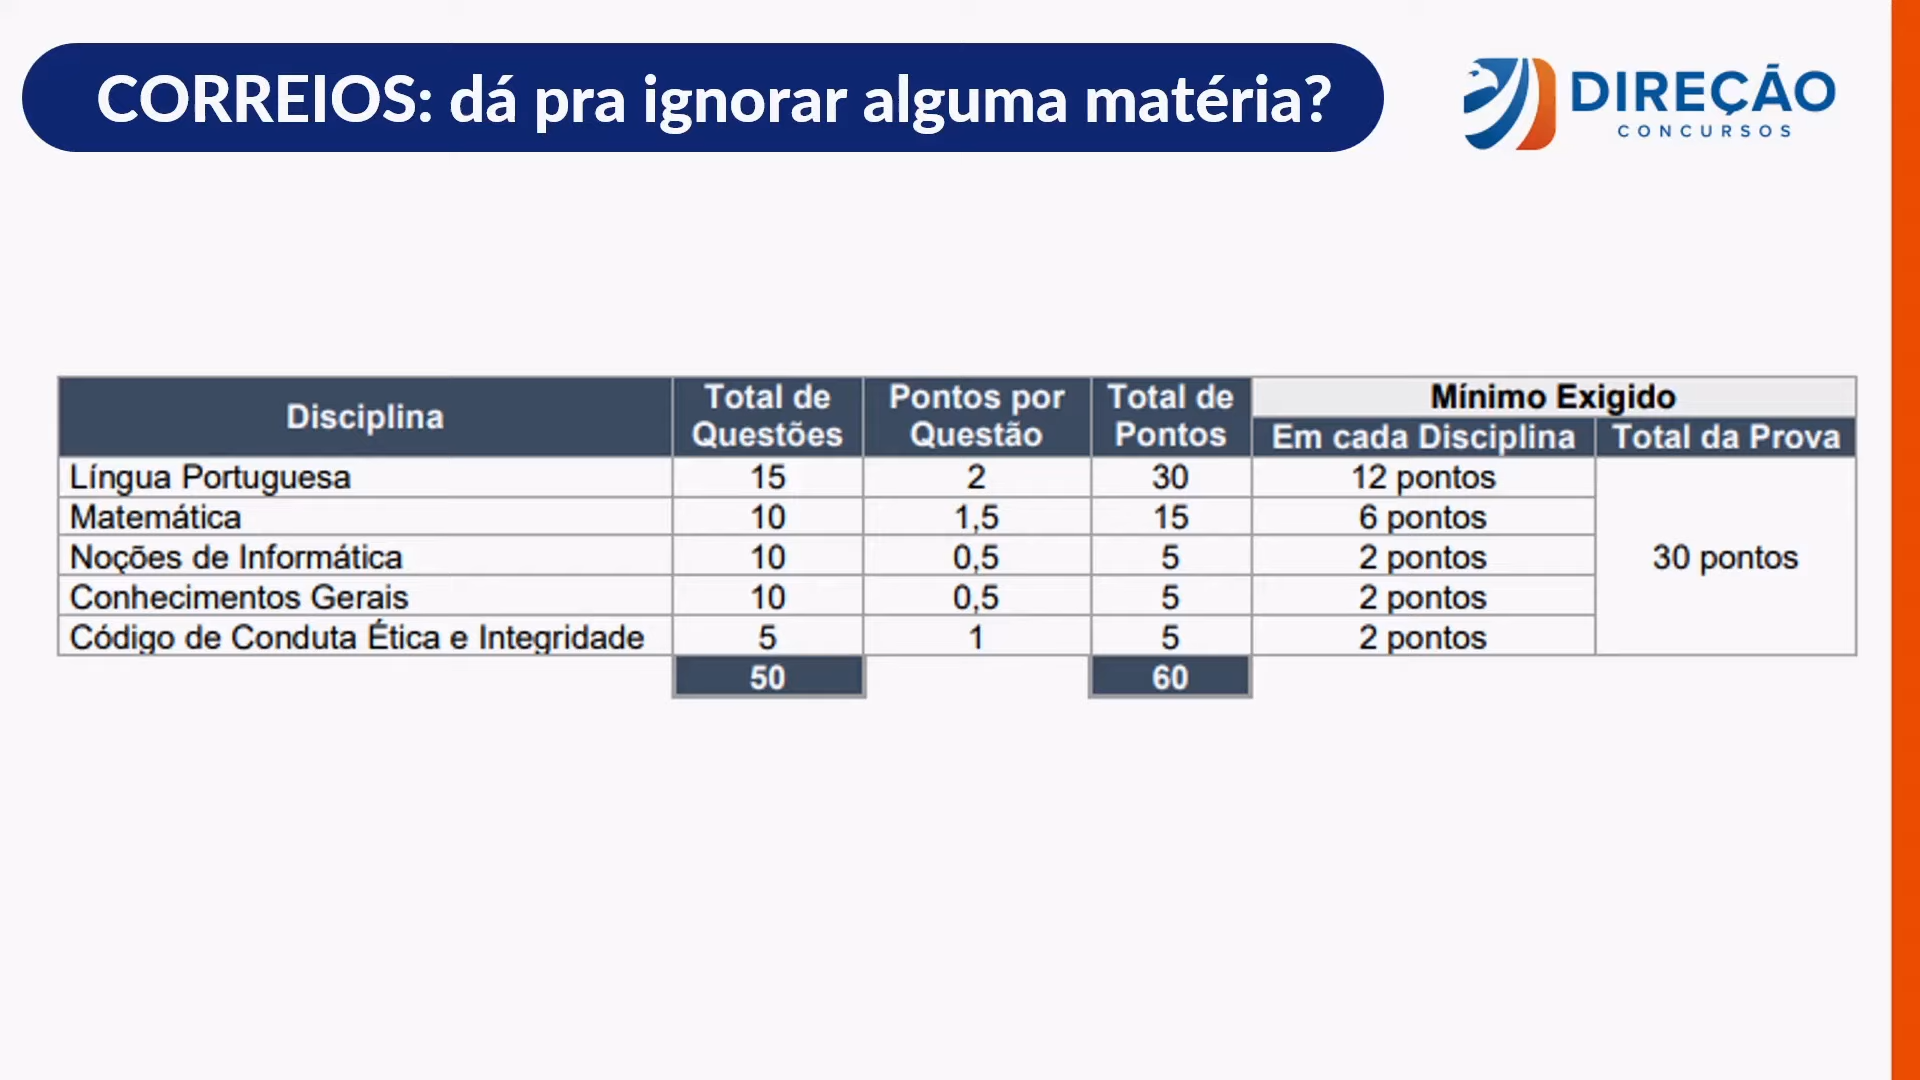 CORREIOS: dá pra ignorar alguma matéria?
DIREÇÃO
CONCURSOS
Disciplina
Total de
Questões
Pontos por
Questão
Total de
Pontos
Mínimo Exigido
Em cada Disciplina
Total da Prova
Língua Portuguesa 15 2 30 12 pontos
Matemática 10 1,5 15 6 pontos
Noções de Informática 10 0,5 5 2 pontos 30 pontos
Conhecimentos Gerais 10 0,5 5 2 pontos
Código de Conduta Ética e Integridade 5 1 5 2 pontos
50 60